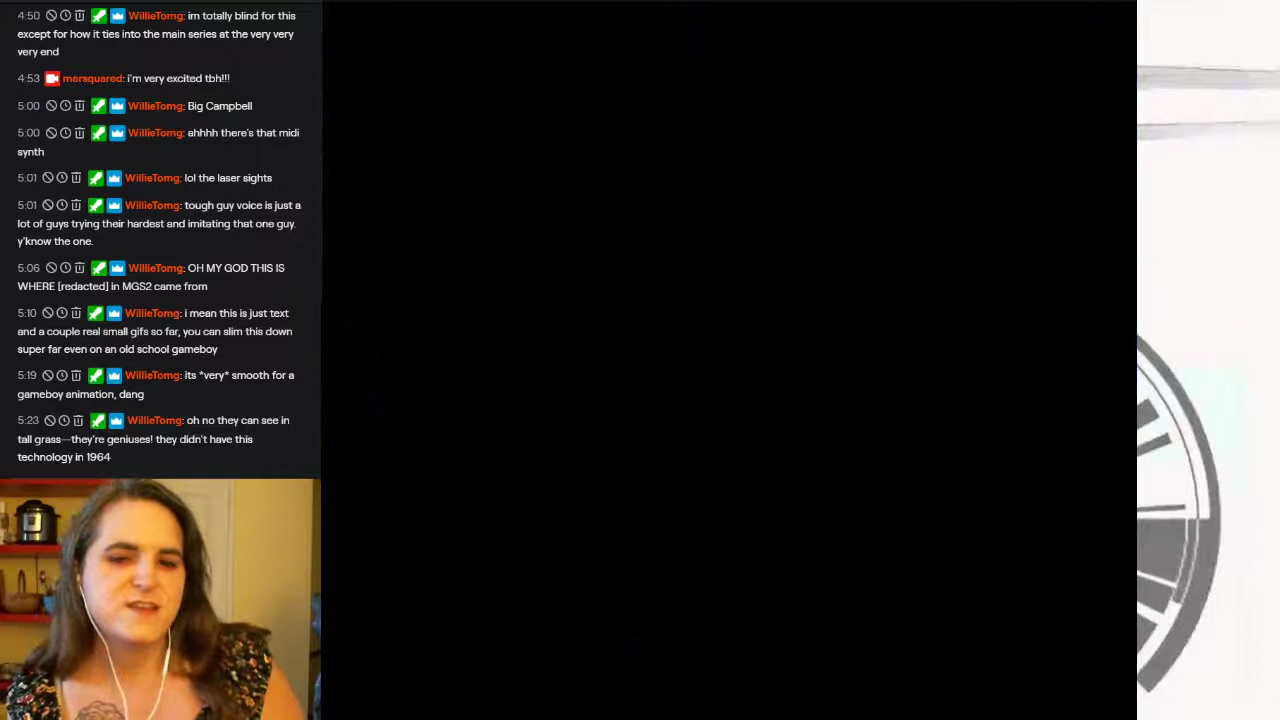 4:50 WillieTomg: im totally blind for this
except for how it ties into the main series at the very very
very end
4:53 marsquared: i'm very excited tbh!!!
5:00 WillieTomg: Big Campbell
5:00 WillieTomg: ahhhh there's that midi
synth
5:01 WillieTomg: lol the laser sights
5:01 WillieTomg: tough guy voice is just a
lot of guys trying their hardest and imitating that one guy.
y'know the one.
5:06 WillieTomg: OH MY GOD THIS IS
WHERE [redacted] in MGS2 came from
5:10 WillieTomg: i mean this is just text
and a couple real small gifs so far, you can slim this down
super far even on an old school gameboy
5:19 WillieTomg: its *very* smooth for a
gameboy animation, dang
5:23 WillieTomg: oh no they can see in
tall grass—they're geniuses! they didn't have this
technology in 1964